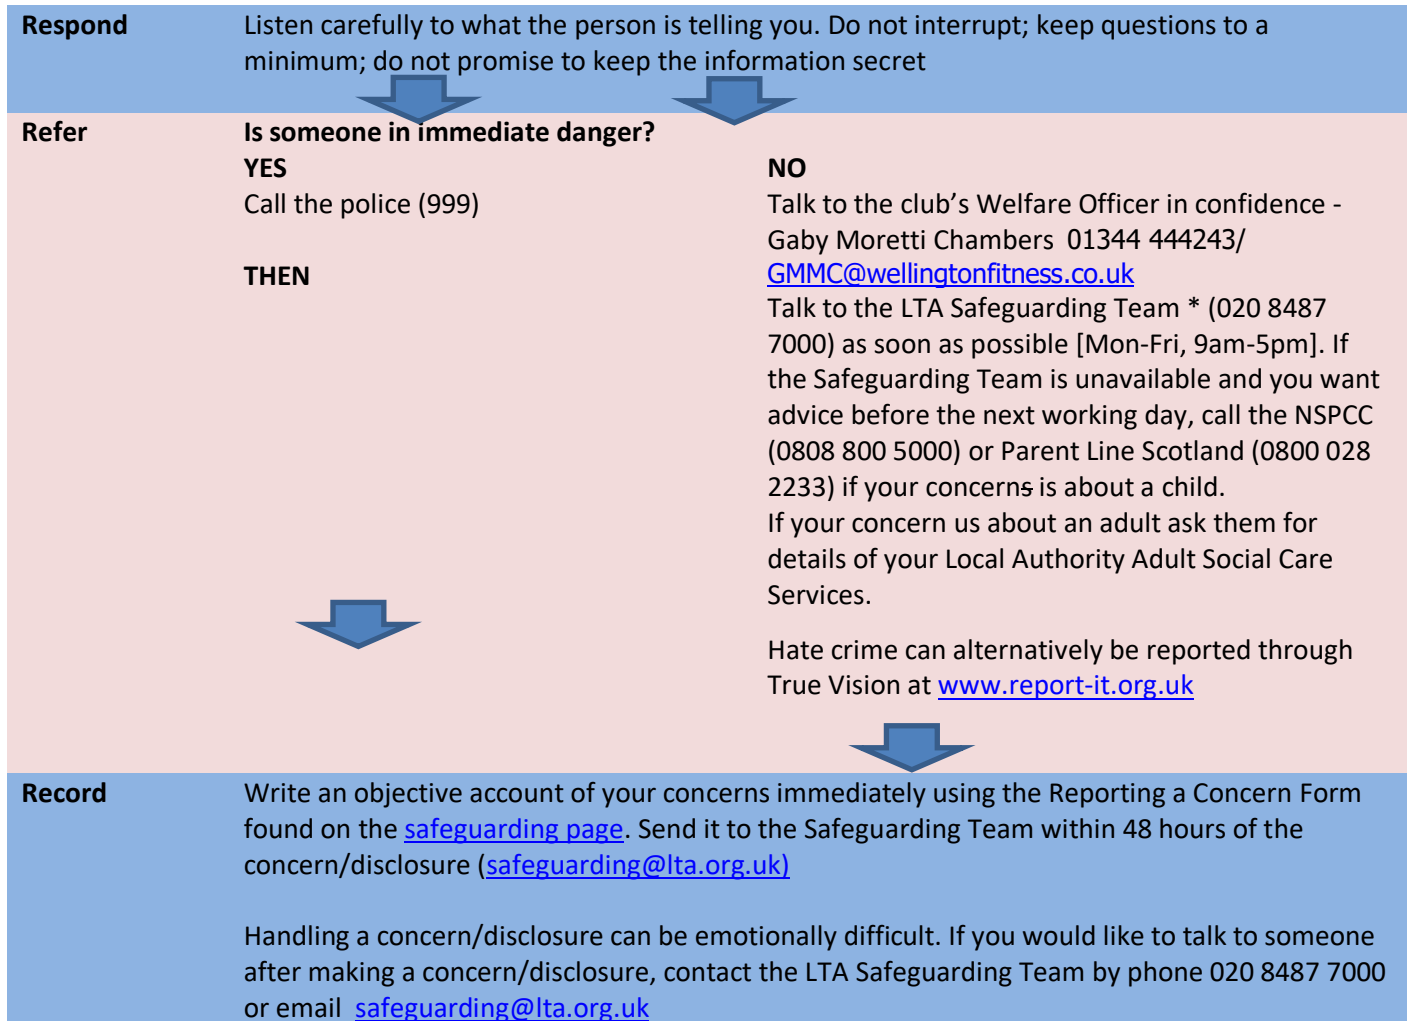 Respond
Listen carefully to what the person is telling you. Do not interrupt; keep questions to a
minimum; do not promise to keep the information secret
Refer
Is someone in immediate danger?
YES
Call the police (999)
THEN
NO
Talk to the club’s Welfare Officer in confidence -
Gaby Moretti Chambers 01344 444243/
GMMC@wellingtonfitness.co.uk
Talk to the LTA Safeguarding Team * (020 8487
7000) as soon as possible [Mon-Fri, 9am-5pm]. If
the Safeguarding Team is unavailable and you want
advice before the next working day, call the NSPCC
(0808 800 5000) or Parent Line Scotland (0800 028
2233) if your concerns is about a child.
If your concern us about an adult ask them for
details of your Local Authority Adult Social Care
Services.
Hate crime can alternatively be reported through
True Vision at www.report-it.org.uk
Record
Write an objective account of your concerns immediately using the Reporting a Concern Form
found on the safeguarding page. Send it to the Safeguarding Team within 48 hours of the
concern/disclosure (safeguarding@lta.org.uk)
Handling a concern/disclosure can be emotionally difficult. If you would like to talk to someone
after making a concern/disclosure, contact the LTA Safeguarding Team by phone 020 8487 7000
or email safeguarding@lta.org.uk